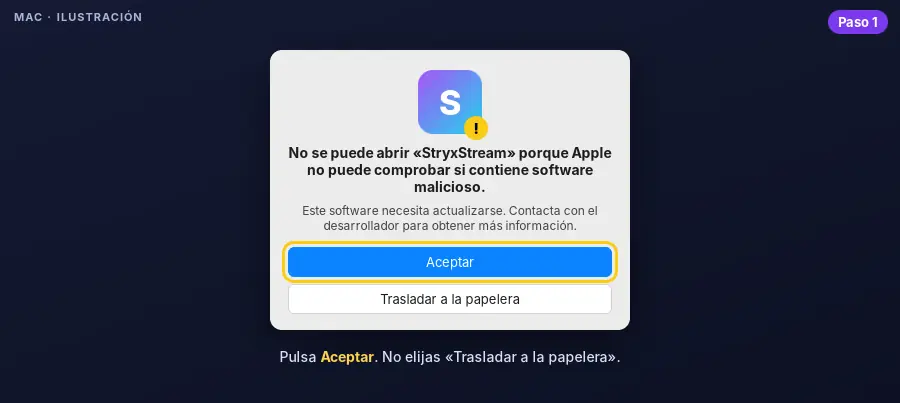 MAC · ILUSTRACIÓN
Paso 1
S
!
No se puede abrir «StryxStream» porque Apple
no puede comprobar si contiene software
malicioso.
Este software necesita actualizarse. Contacta con el
desarrollador para obtener más información.
Aceptar
Trasladar a la papelera
Pulsa Aceptar. No elijas «Trasladar a la papelera».